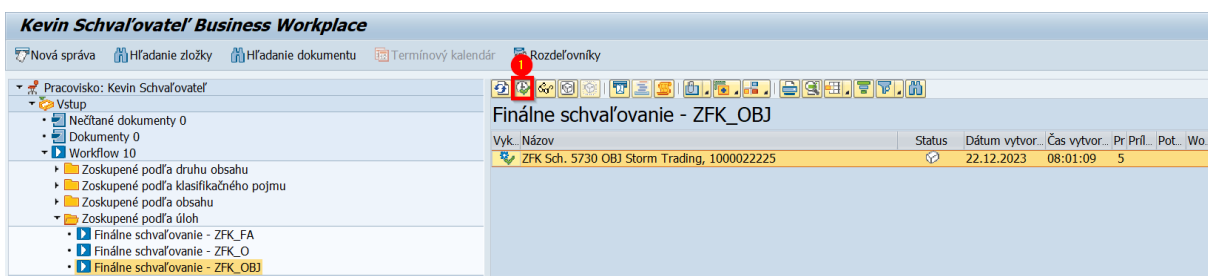 Kevin Schvaľovateľ Business Workplace
Nová správa Hľadanie zložky Hľadanie dokumentu Termínový kalendár Rozdeľovníky
1
Pracovisko: Kevin Schvaľovateľ
Vstup
Nečítané dokumenty 0
Dokumenty 0
Workflow 10
Zoskupené podľa druhu obsahu
Zoskupené podľa klasifikačného pojmu
Zoskupené podľa obsahu
Zoskupené podľa úloh
Finálne schvaľovanie - ZFK_FA
Finálne schvaľovanie - ZFK_O
Finálne schvaľovanie - ZFK_OBJ
Finálne schvaľovanie - ZFK_OBJ
Vyk... Názov Status Dátum vytvor... Čas vytvor... Pr Príl... Pot... Wo..
ZFK Sch. 5730 OBJ Storm Trading, 1000022225 22.12.2023 08:01:09 5